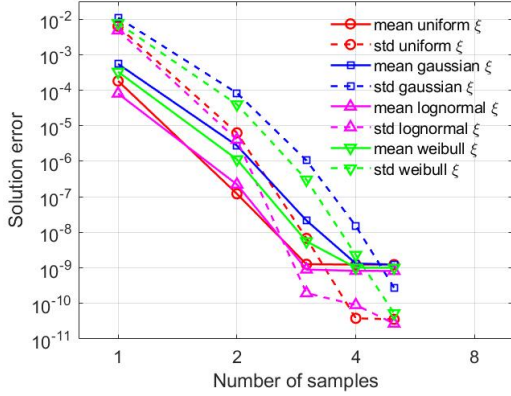 Solution error
10^-2
10^-3
10^-4
10^-5
10^-6
10^-7
10^-8
10^-9
10^-10
10^-11
mean uniform ξ
std uniform ξ
mean gaussian ξ
std gaussian ξ
mean lognormal ξ
std lognormal ξ
mean weibull ξ
std weibull ξ
1 2 4 8
Number of samples